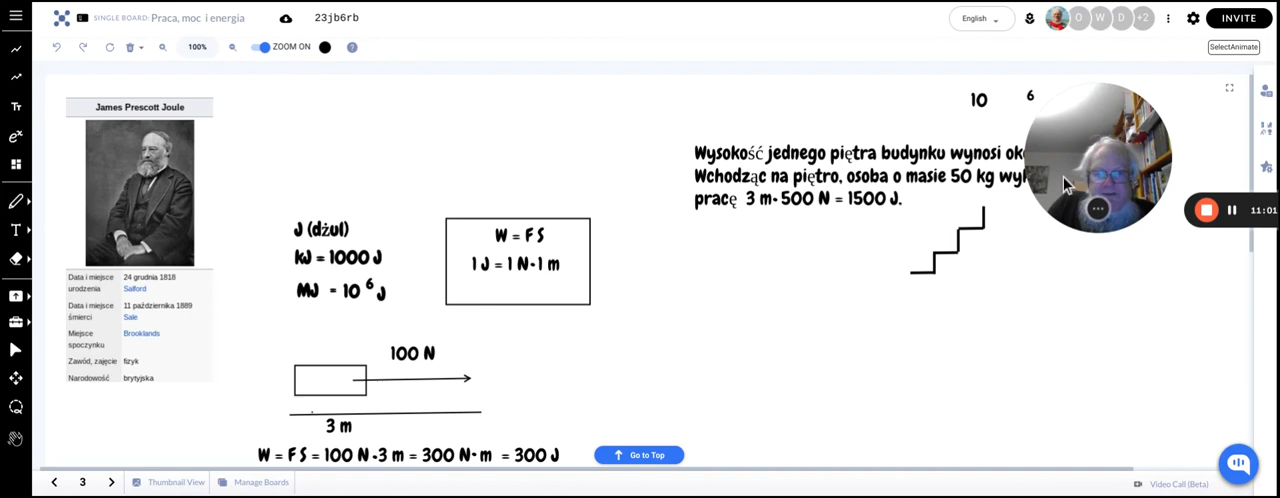 SINGLE BOARD: Praca, moc i energia
23jb6rb
English
O W D +2
INVITE
100%
ZOOM ON
SelectAnimate
James Prescott Joule
Data i miejsce urodzenia
24 grudnia 1818
Salford
Data i miejsce śmierci
11 października 1889
Sale
Miejsce spoczynku
Brooklands
Zawód, zajęcie
fizyk
Narodowość
brytyjska
J (dżul)
kJ = 1000 J
MJ = 10 6 J
W = F S
1 J = 1 N • 1 m
100 N
3 m
W = F S = 100 N • 3 m = 300 N • m = 300 J
10 6
Wysokość jednego piętra budynku wynosi
Wchodząc na piętro, osoba o masie 50 kg
pracę 3 m • 500 N = 1500 J.
11:01
Go to Top
3
Thumbnail View
Manage Boards
Video Call (Beta)